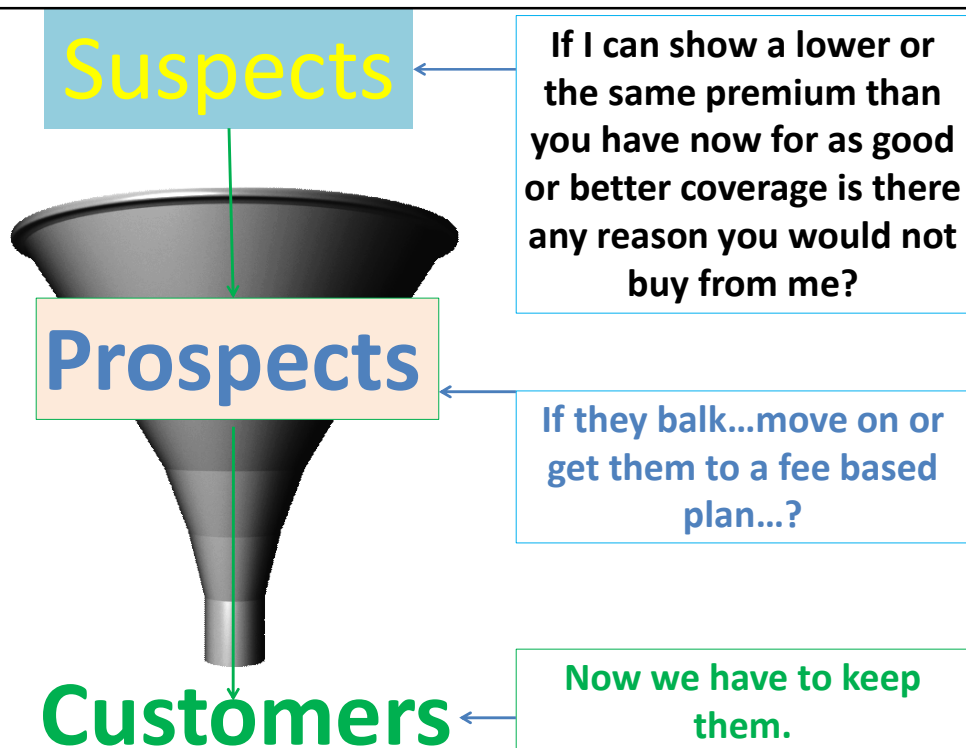 Suspects
If I can show a lower or
the same premium than
you have now for as good
or better coverage is there
any reason you would not
buy from me?
Prospects
If they balk…move on or
get them to a fee based
plan…?
Customers
Now we have to keep
them.